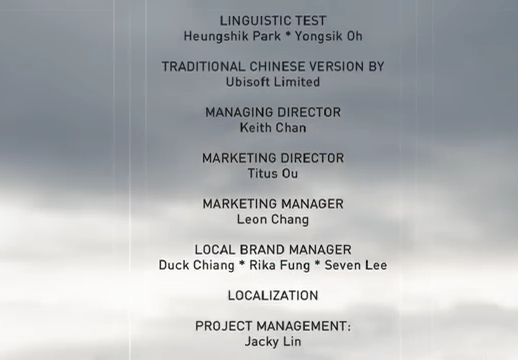 LINGUISTIC TEST
Heungshik Park * Yongsik Oh
TRADITIONAL CHINESE VERSION BY
Ubisoft Limited
MANAGING DIRECTOR
Keith Chan
MARKETING DIRECTOR
Titus Ou
MARKETING MANAGER
Leon Chang
LOCAL BRAND MANAGER
Duck Chiang * Rika Fung * Seven Lee
LOCALIZATION
PROJECT MANAGEMENT:
Jacky Lin